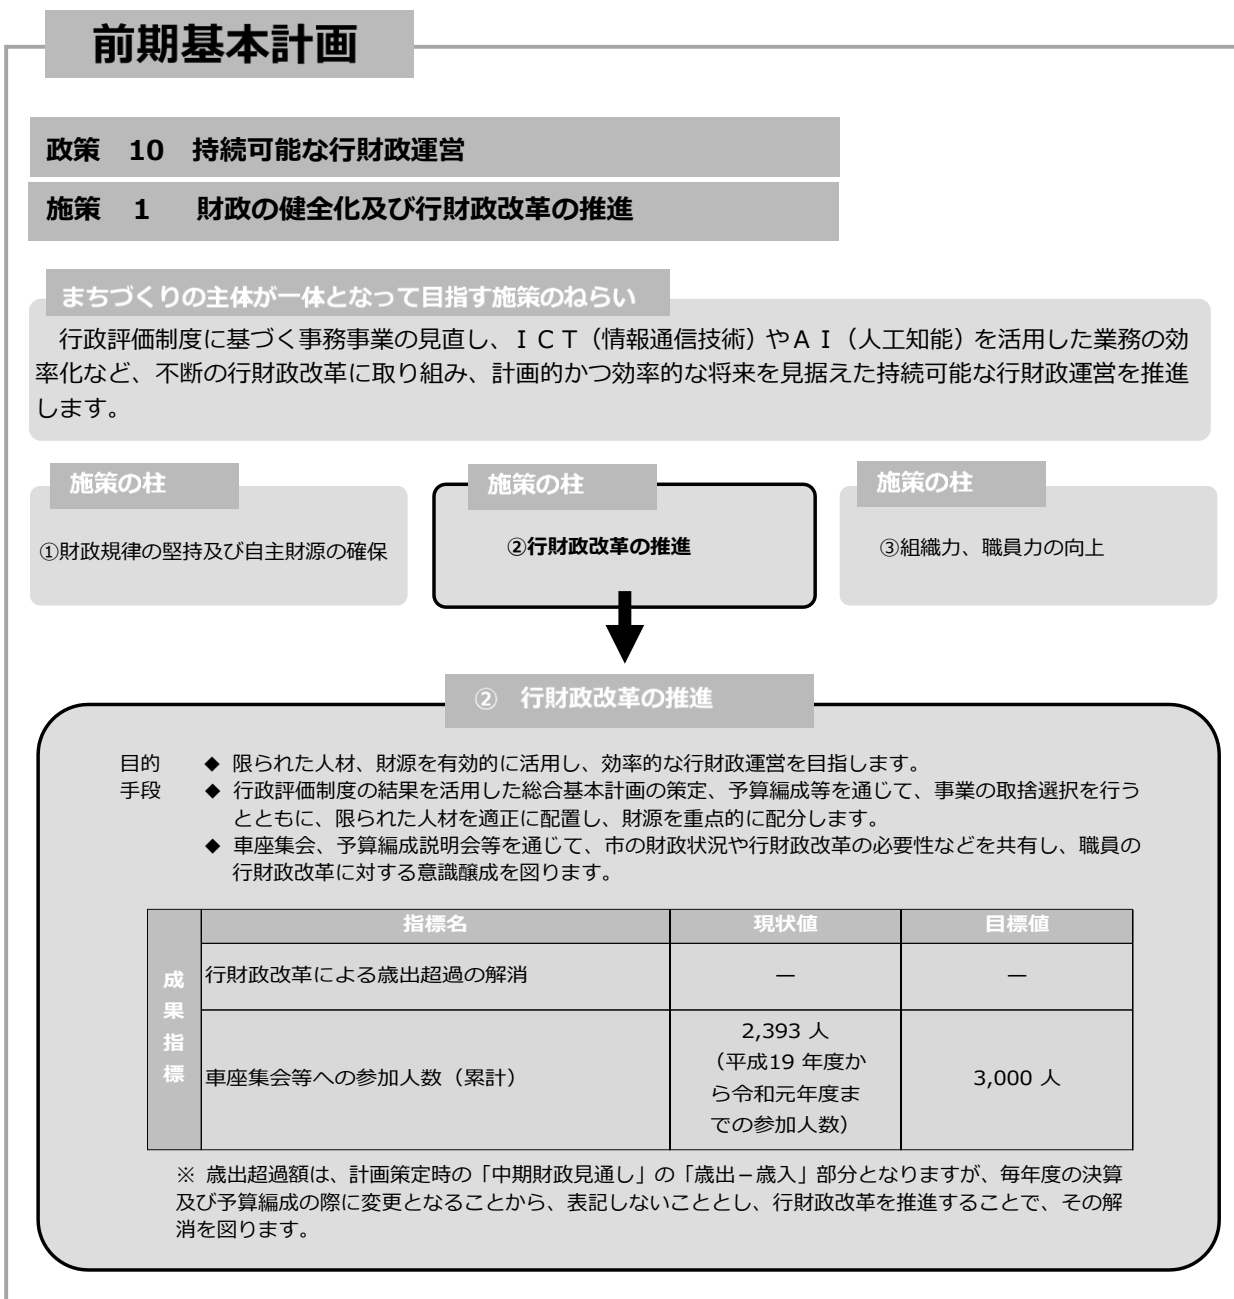 前期基本計画
政策　10　持続可能な行財政運営
施策　1　財政の健全化及び行財政改革の推進
まちづくりの主体が一体となって目指す施策のねらい
　行政評価制度に基づく事務事業の見直し、ＩＣＴ（情報通信技術）やＡＩ（人工知能）を活用した業務の効
率化など、不断の行財政改革に取り組み、計画的かつ効率的な将来を見据えた持続可能な行財政運営を推進
します。
施策の柱
①財政規律の堅持及び自主財源の確保
施策の柱
②行財政改革の推進
施策の柱
③組織力、職員力の向上
②　行財政改革の推進
目的　◆ 限られた人材、財源を有効的に活用し、効率的な行財政運営を目指します。
手段　◆ 行政評価制度の結果を活用した総合基本計画の策定、予算編成等を通じて、事業の取捨選択を行う
とともに、限られた人材を適正に配置し、財源を重点的に配分します。
◆ 車座集会、予算編成説明会等を通じて、市の財政状況や行財政改革の必要性などを共有し、職員の
行財政改革に対する意識醸成を図ります。
成果指標
指標名　現状値　目標値
行財政改革による歳出超過の解消　―　―
車座集会等への参加人数（累計）
2,393 人
（平成19 年度か
ら令和元年度ま
での参加人数）
3,000 人
※ 歳出超過額は、計画策定時の「中期財政見通し」の「歳出－歳入」部分となりますが、毎年度の決算
及び予算編成の際に変更となることから、表記しないこととし、行財政改革を推進することで、その解
消を図ります。